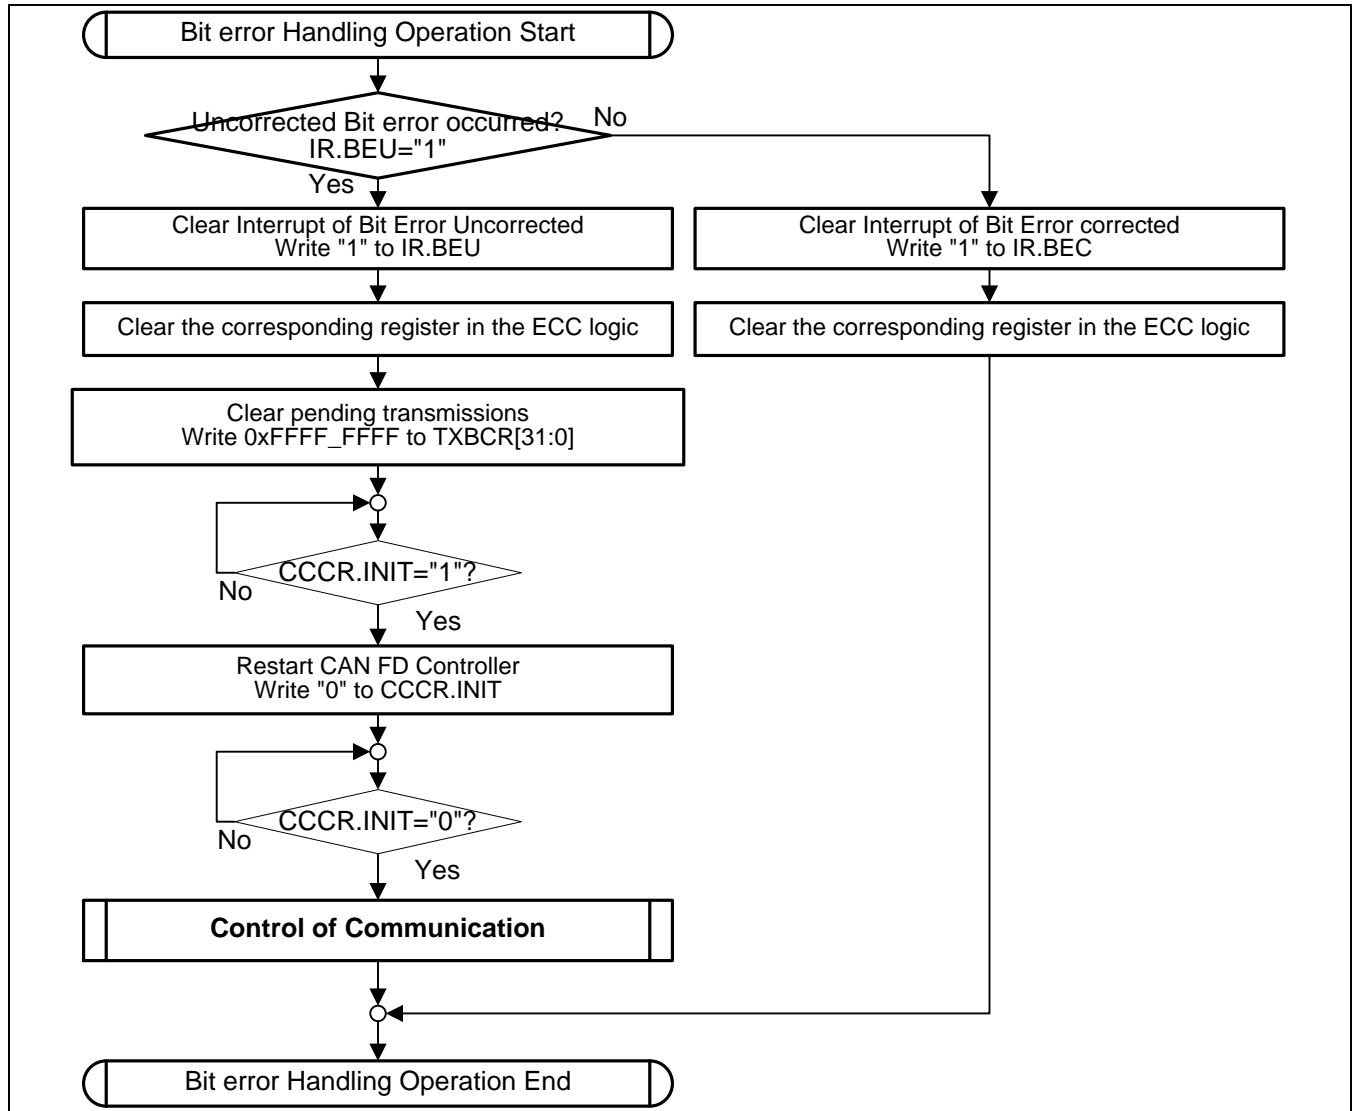 Bit error Handling Operation Start
Uncorrected Bit error occurred?
IR.BEU="1"
No
Yes
Clear Interrupt of Bit Error Uncorrected
Write "1" to IR.BEU
Clear Interrupt of Bit Error corrected
Write "1" to IR.BEC
Clear the corresponding register in the ECC logic
Clear the corresponding register in the ECC logic
Clear pending transmissions
Write 0xFFFF_FFFF to TXBCR[31:0]
CCCR.INIT="1"?
No
Yes
Restart CAN FD Controller
Write "0" to CCCR.INIT
CCCR.INIT="0"?
No
Yes
Control of Communication
Bit error Handling Operation End